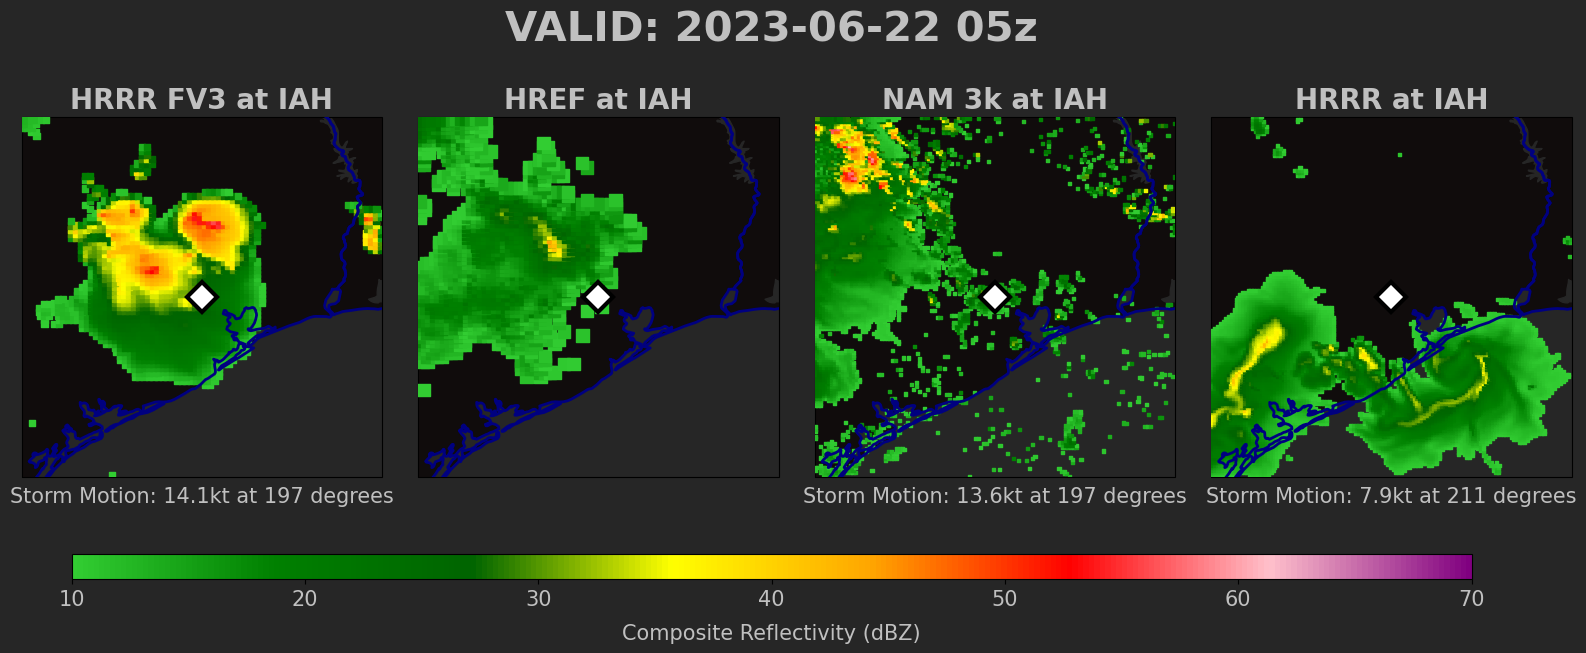 VALID: 2023-06-22 05z
HRRR FV3 at IAH
HREF at IAH
NAM 3k at IAH
HRRR at IAH
Storm Motion: 14.1kt at 197 degrees
Storm Motion: 13.6kt at 197 degrees
Storm Motion: 7.9kt at 211 degrees
10 20 30 40 50 60 70
Composite Reflectivity (dBZ)